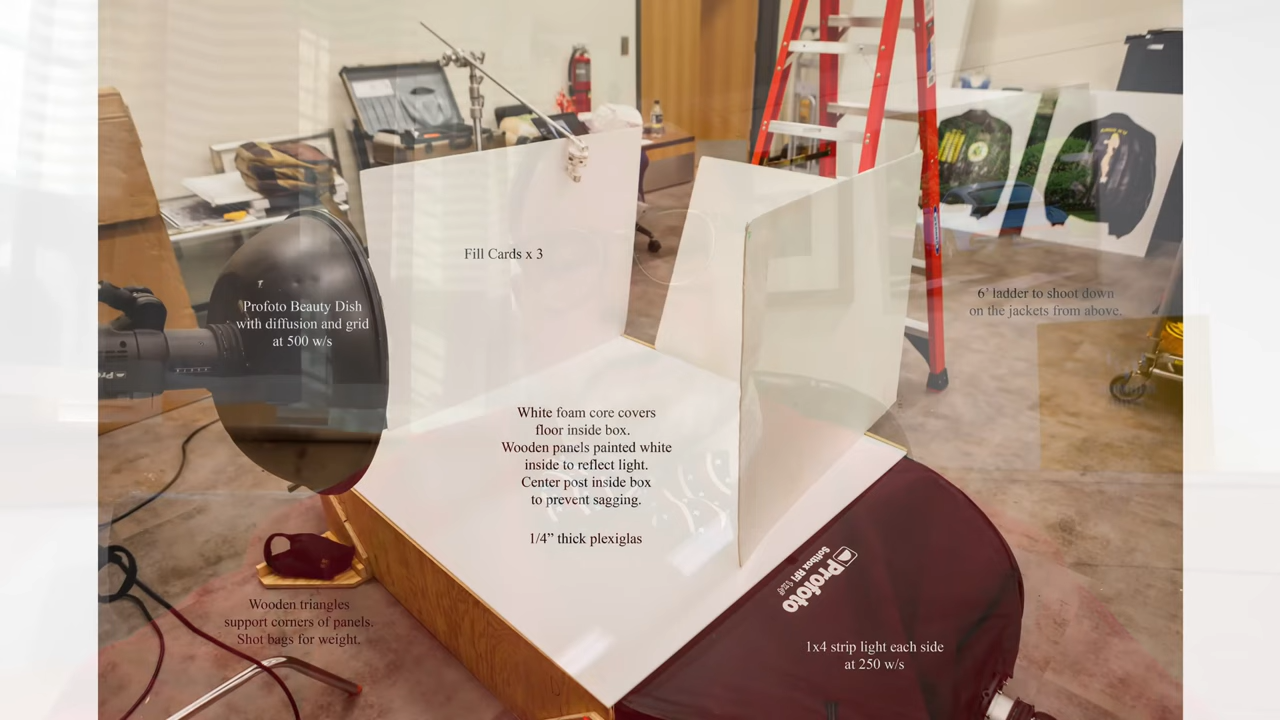 Fill Cards x 3
Profoto Beauty Dish
with diffusion and grid
at 500 w/s
6' ladder to shoot down
on the jackets from above.
White foam core covers
floor inside box.
Wooden panels painted white
inside to reflect light.
Center post inside box
to prevent sagging.
1/4” thick plexiglas
Wooden triangles
support corners of panels.
Shot bags for weight.
Profoto
Softbox RFi
1x4 strip light each side
at 250 w/s